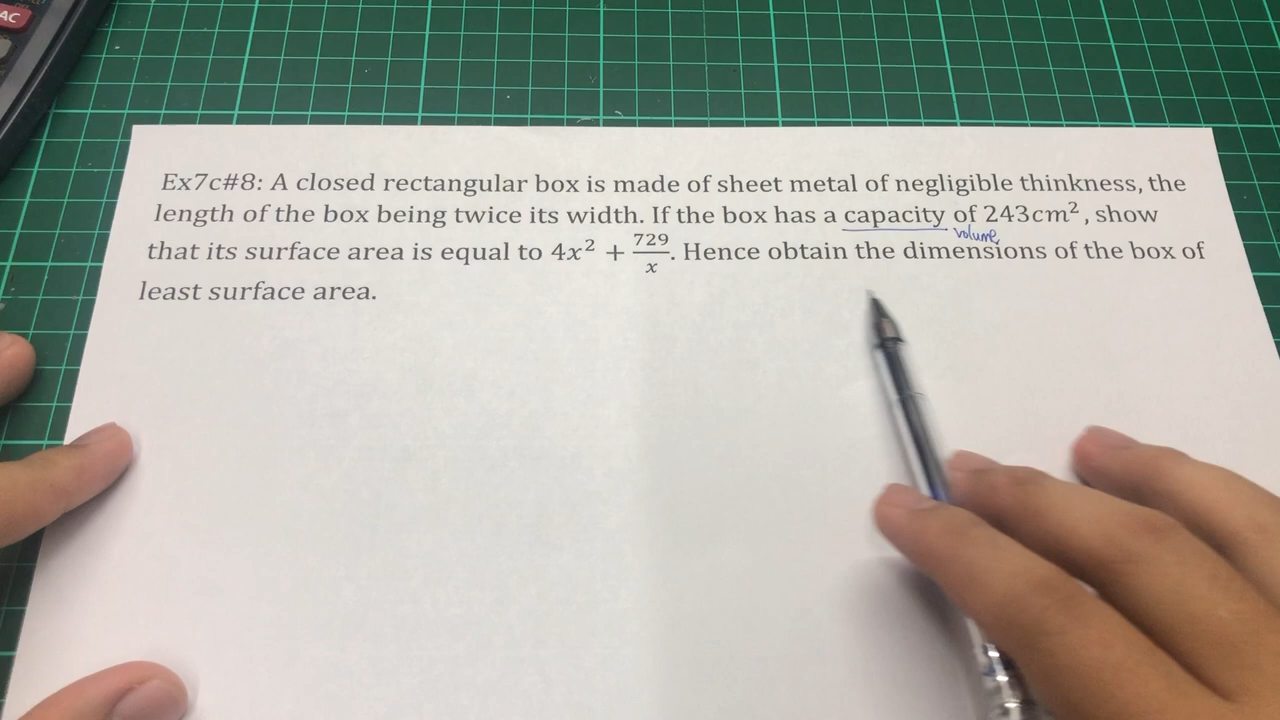 AC
Ex7c#8: A closed rectangular box is made of sheet metal of negligible thinkness, the
length of the box being twice its width. If the box has a capacity of 243cm², show
volume
that its surface area is equal to 4x² + 729/x. Hence obtain the dimensions of the box of
least surface area.